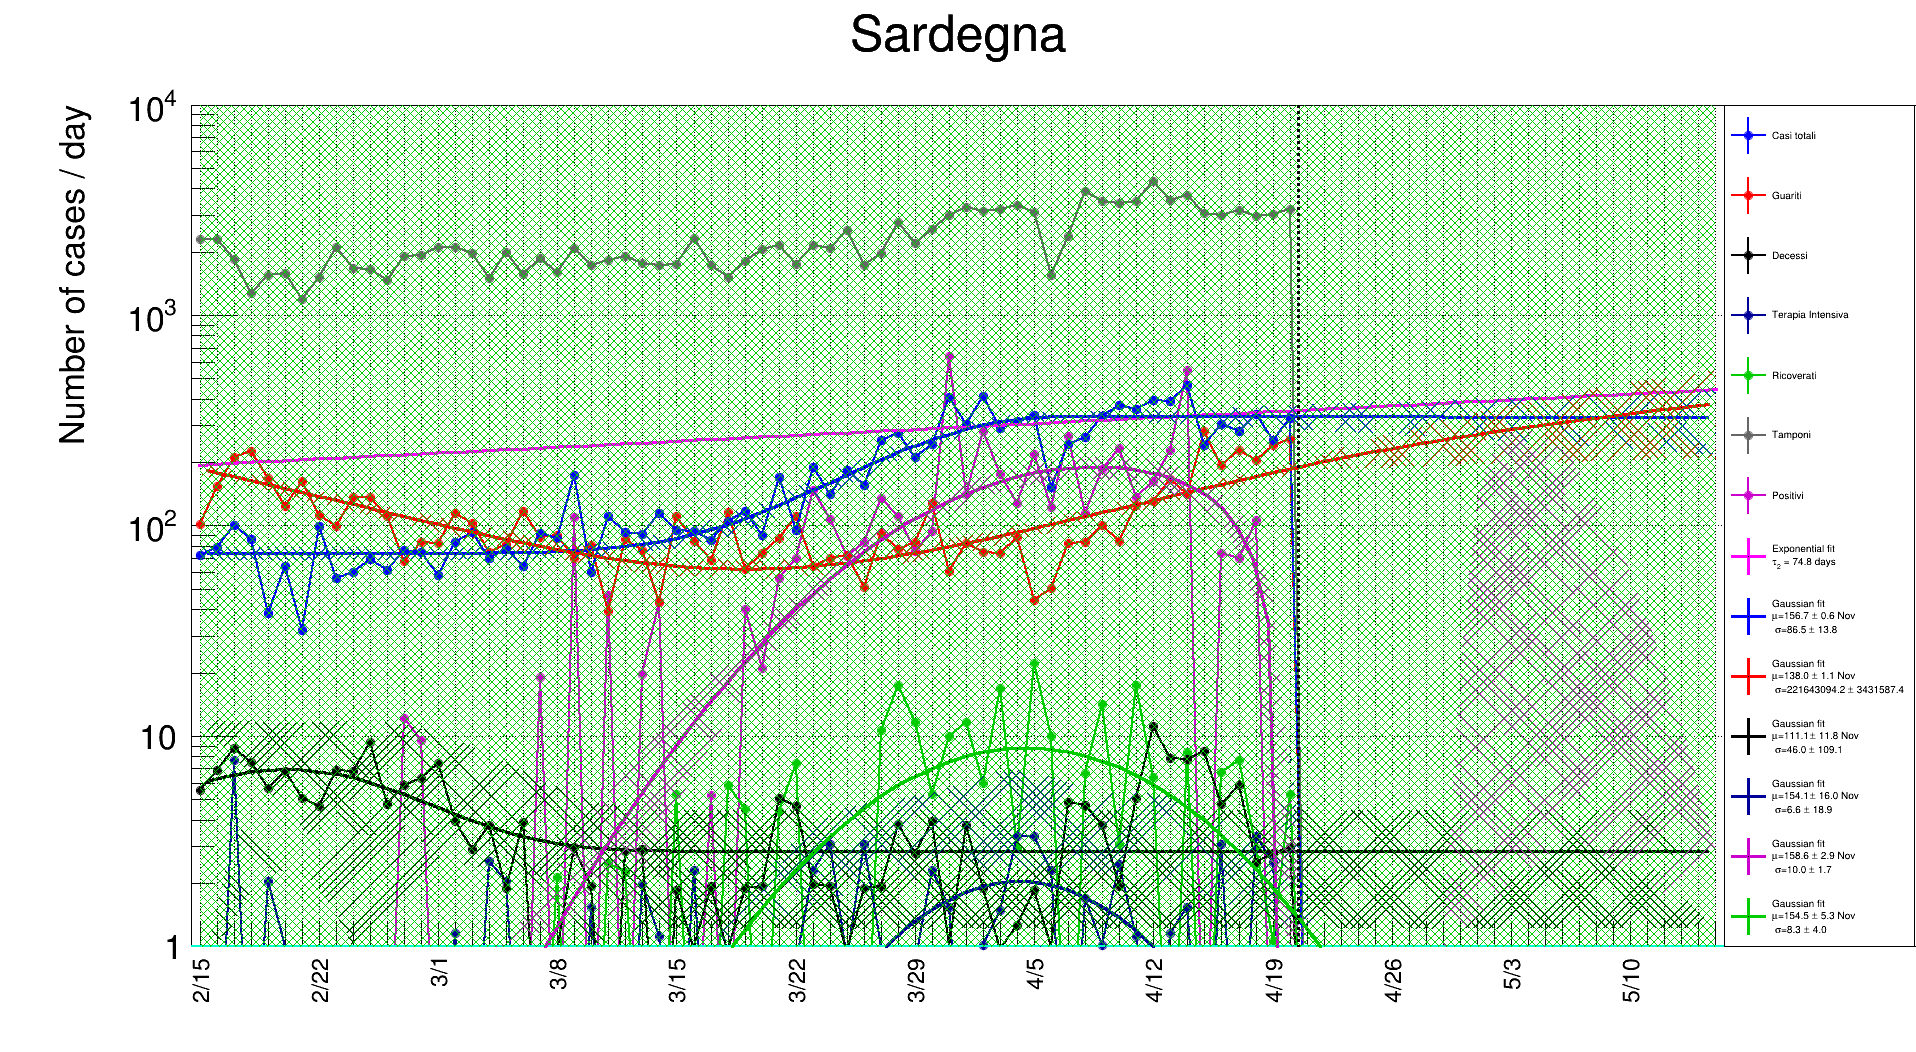 Sardegna
Number of cases / day
10⁴
10³
10²
10
1
2/15
2/22
3/1
3/8
3/15
3/22
3/29
4/5
4/12
4/19
4/26
5/3
5/10
Casi totali
Guariti
Decessi
Terapia Intensiva
Ricoverati
Tamponi
Positivi
Exponential fit
τ₂ = 74.8 days
Gaussian fit
μ=156.7 ± 0.6 Nov
σ=86.5 ± 13.8
Gaussian fit
μ=138.0 ± 1.1 Nov
σ=221643094.2 ± 3431587.4
Gaussian fit
μ=111.1 ± 11.8 Nov
σ=46.0 ± 109.1
Gaussian fit
μ=154.1 ± 16.0 Nov
σ=6.6 ± 18.9
Gaussian fit
μ=158.6 ± 2.9 Nov
σ=10.0 ± 1.7
Gaussian fit
μ=154.5 ± 5.3 Nov
σ=8.3 ± 4.0